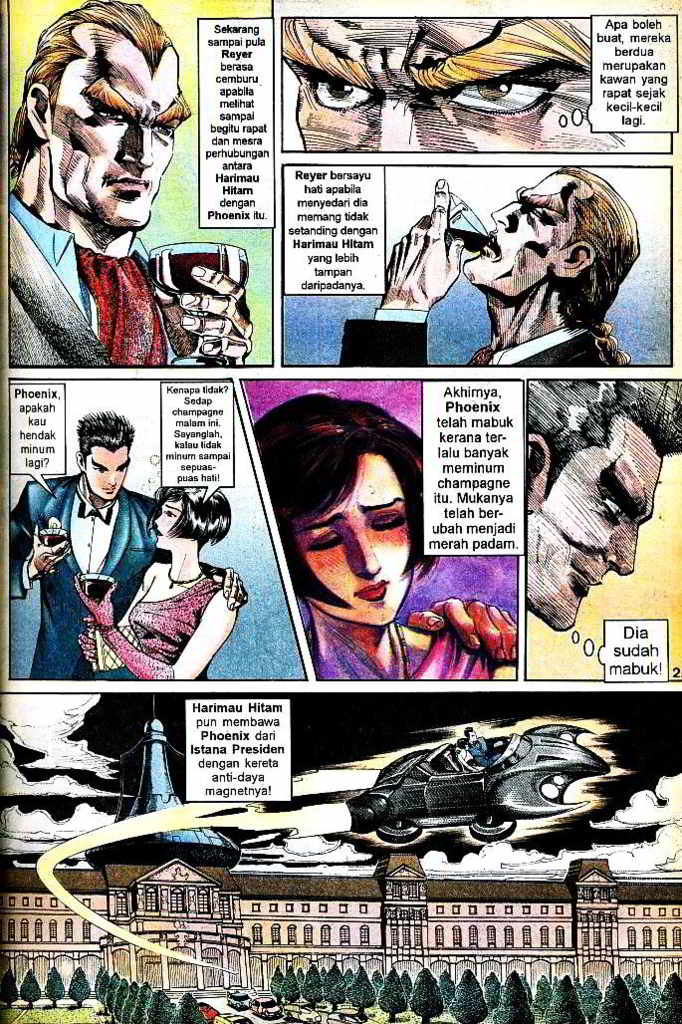 Sekarang
sampai pula
Reyer
berasa
cemburu
apabila
melihat
sampai
begitu rapat
dan mesra
perhubungan
antara
Harimau
Hitam
dengan
Phoenix itu.
Apa boleh
buat, mereka
berdua
merupakan
kawan yang
rapat sejak
kecil-kecil
lagi.
Reyer bersayu
hati apabila
menyedari dia
memang tidak
setanding dengan
Harimau Hitam
yang lebih
tampan
daripadanya.
Phoenix,
apakah
kau
hendak
minum
lagi?
Kenapa tidak?
Sedap
champagne
malam ini.
Sayanglah,
kalau tidak
minum sampai
sepuas-
puas hati!
Akhirnya,
Phoenix
telah mabuk
kerana ter-
lalu banyak
meminum
champagne
itu. Mukanya
telah ber-
ubah menjadi
merah padam.
Dia
sudah
mabuk!
2
Harimau Hitam
pun membawa
Phoenix dari
Istana Presiden
dengan kereta
anti-daya
magnetnya!